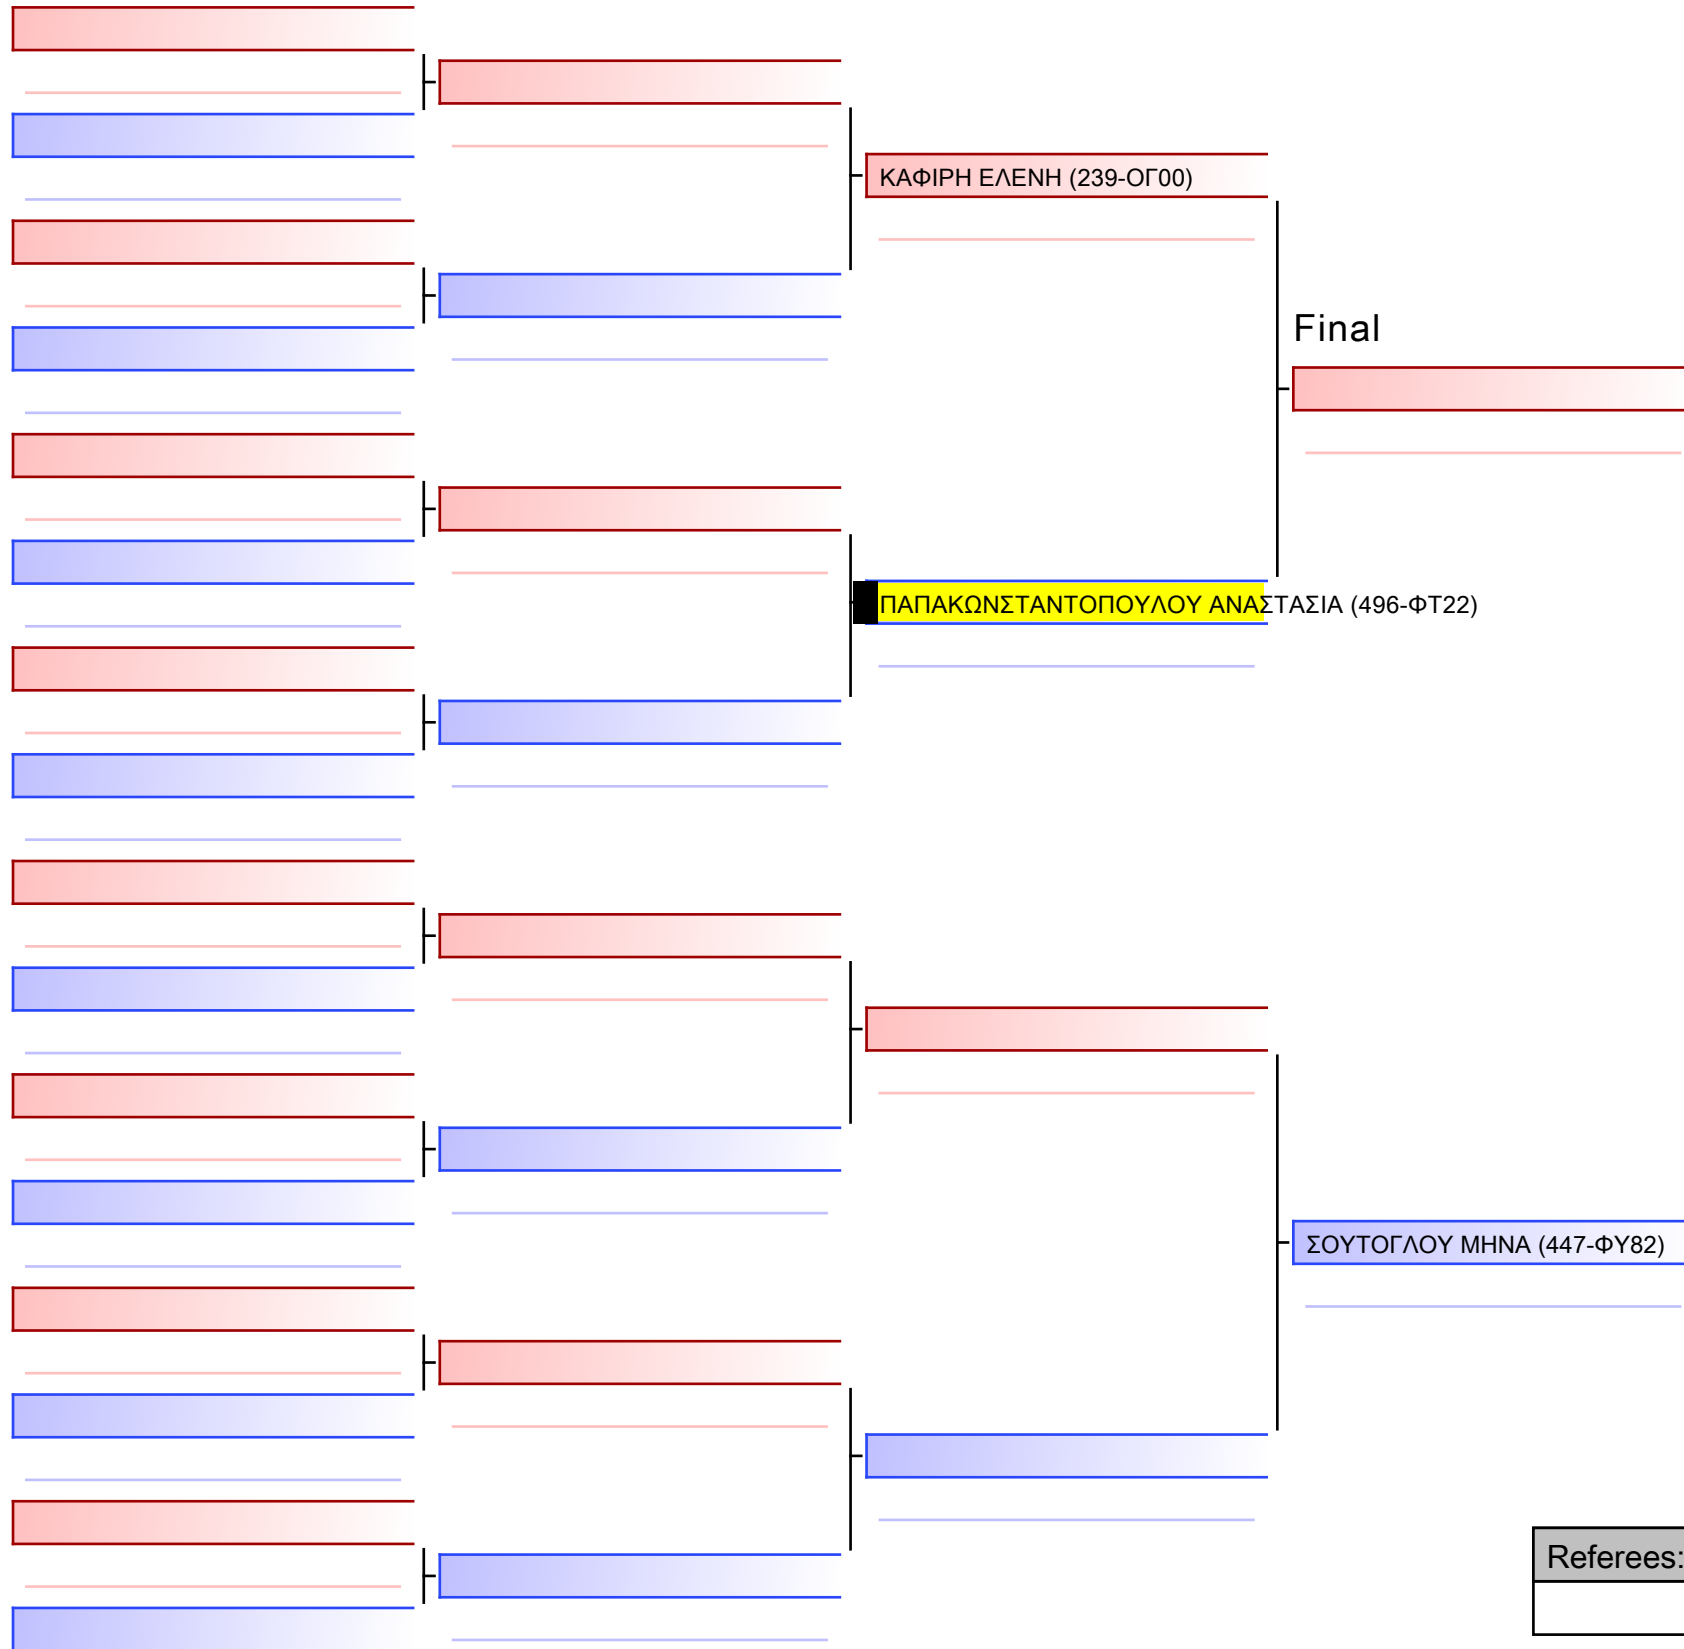 ΚΑΦΙΡΗ ΕΛΕΝΗ (239-ΟΓ00)
Final
ΠΑΠΑΚΩΝΣΤΑΝΤΟΠΟΥΛΟΥ ΑΝΑΣΤΑΣΙΑ (496-ΦΤ22)
ΣΟΥΤΟΓΛΟΥ ΜΗΝΑ (447-ΦΥ82)
Referees: